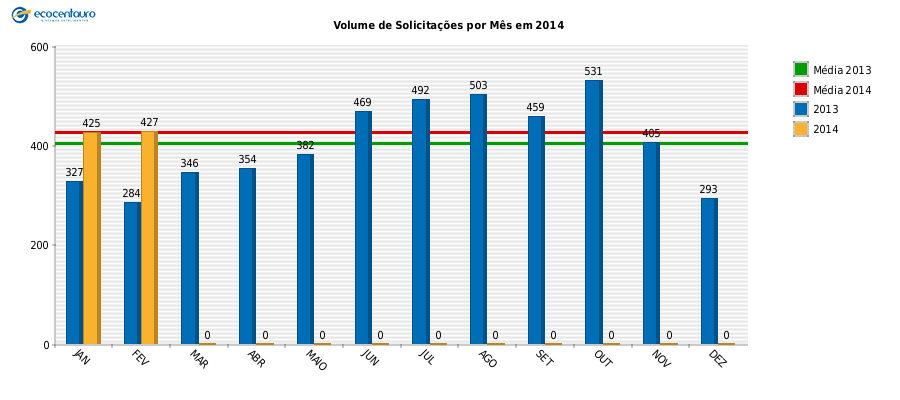 ecocentauro
Volume de Solicitações por Mês em 2014
600
400
200
0
327
425
284
427
346
0
354
0
382
0
469
0
492
0
503
0
459
0
531
0
405
0
293
0
JAN
FEV
MAR
ABR
MAIO
JUN
JUL
AGO
SET
OUT
NOV
DEZ
Média 2013
Média 2014
2013
2014